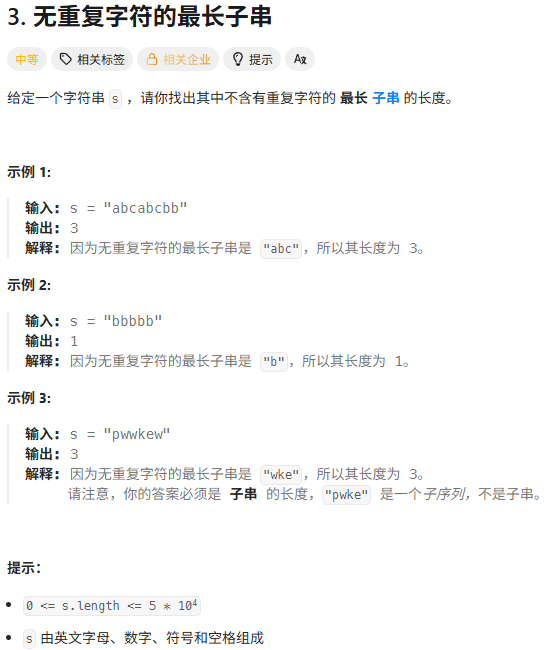 3. 无重复字符的最长子串
中等 相关标签 相关企业 提示 Ax
给定一个字符串 s ，请你找出其中不含有重复字符的 最长 子串 的长度。
示例 1:
输入: s = "abcabcbb"
输出: 3
解释: 因为无重复字符的最长子串是 "abc"，所以其长度为 3。
示例 2:
输入: s = "bbbbb"
输出: 1
解释: 因为无重复字符的最长子串是 "b"，所以其长度为 1。
示例 3:
输入: s = "pwwkew"
输出: 3
解释: 因为无重复字符的最长子串是 "wke"，所以其长度为 3。
请注意，你的答案必须是 子串 的长度，"pwke" 是一个子序列，不是子串。
提示：
• 0 <= s.length <= 5 * 10⁴
• s 由英文字母、数字、符号和空格组成